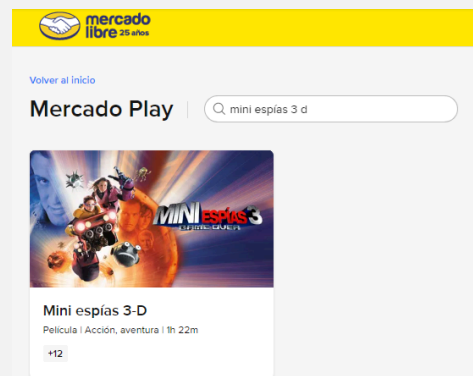 mercado
libre 25 años
Volver al inicio
Mercado Play
mini espías 3 d
MINI ESPÍAS 3
GAME OVER
Mini espías 3-D
Película | Acción, aventura | 1h 22m
+12